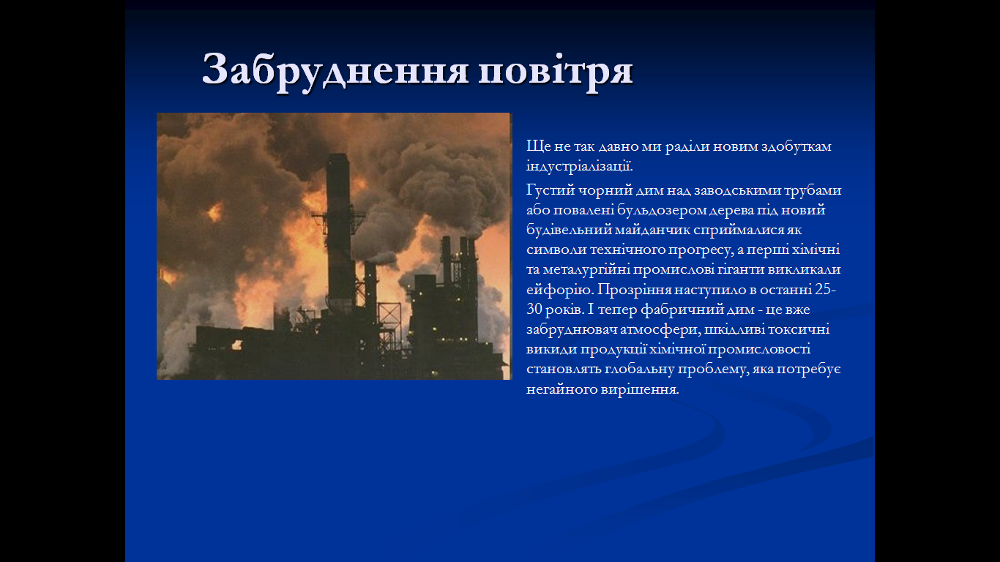 Забруднення повітря
Ще не так давно ми раділи новим здобуткам
індустріалізації.
Густий чорний дим над заводськими трубами
або повалені бульдозером дерева під новий
будівельний майданчик сприймалися як
символи технічного прогресу, а перші хімічні
та металургійні промислові гіганти викликали
ейфорію. Прозріння наступило в останні 25-
30 років. І тепер фабричний дим - це вже
забруднювач атмосфери, шкідливі токсичні
викиди продукції хімічної промисловості
становлять глобальну проблему, яка потребує
негайного вирішення.